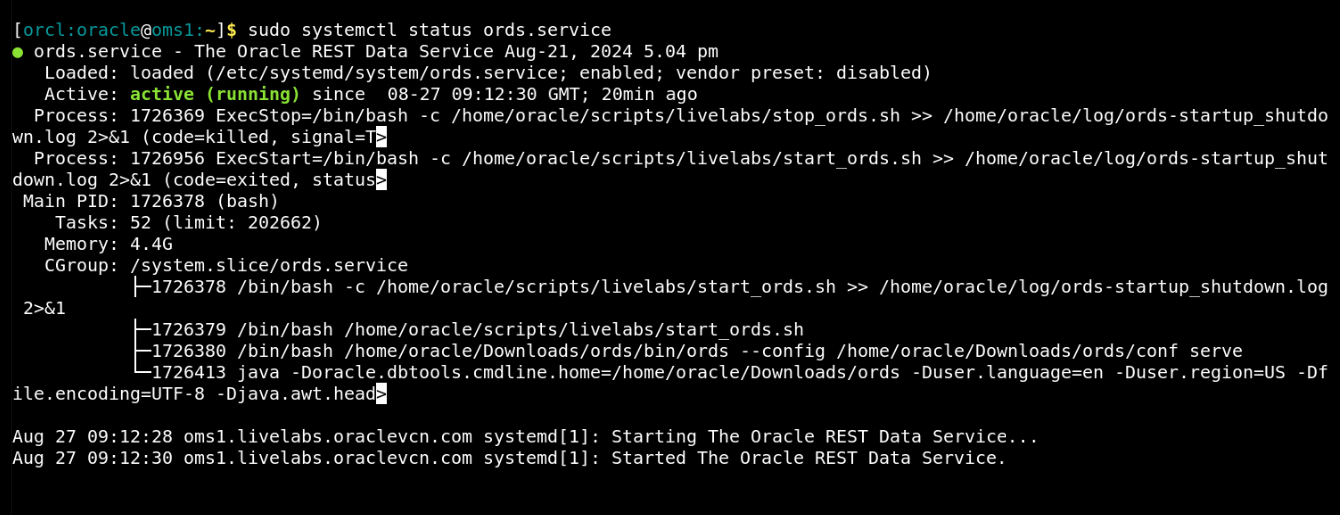 [orcl:oracle@oms1:~]$ sudo systemctl status ords.service
● ords.service - The Oracle REST Data Service Aug-21, 2024 5.04 pm
   Loaded: loaded (/etc/systemd/system/ords.service; enabled; vendor preset: disabled)
   Active: active (running) since  08-27 09:12:30 GMT; 20min ago
  Process: 1726369 ExecStop=/bin/bash -c /home/oracle/scripts/livelabs/stop_ords.sh >> /home/oracle/log/ords-startup_shutdo
wn.log 2>&1 (code=killed, signal=T>
  Process: 1726956 ExecStart=/bin/bash -c /home/oracle/scripts/livelabs/start_ords.sh >> /home/oracle/log/ords-startup_shut
down.log 2>&1 (code=exited, status>
 Main PID: 1726378 (bash)
    Tasks: 52 (limit: 202662)
   Memory: 4.4G
   CGroup: /system.slice/ords.service
           ├─1726378 /bin/bash -c /home/oracle/scripts/livelabs/start_ords.sh >> /home/oracle/log/ords-startup_shutdown.log
 2>&1
           ├─1726379 /bin/bash /home/oracle/scripts/livelabs/start_ords.sh
           ├─1726380 /bin/bash /home/oracle/Downloads/ords/bin/ords --config /home/oracle/Downloads/ords/conf serve
           └─1726413 java -Doracle.dbtools.cmdline.home=/home/oracle/Downloads/ords -Duser.language=en -Duser.region=US -Df
ile.encoding=UTF-8 -Djava.awt.head>

Aug 27 09:12:28 oms1.livelabs.oraclevcn.com systemd[1]: Starting The Oracle REST Data Service...
Aug 27 09:12:30 oms1.livelabs.oraclevcn.com systemd[1]: Started The Oracle REST Data Service.